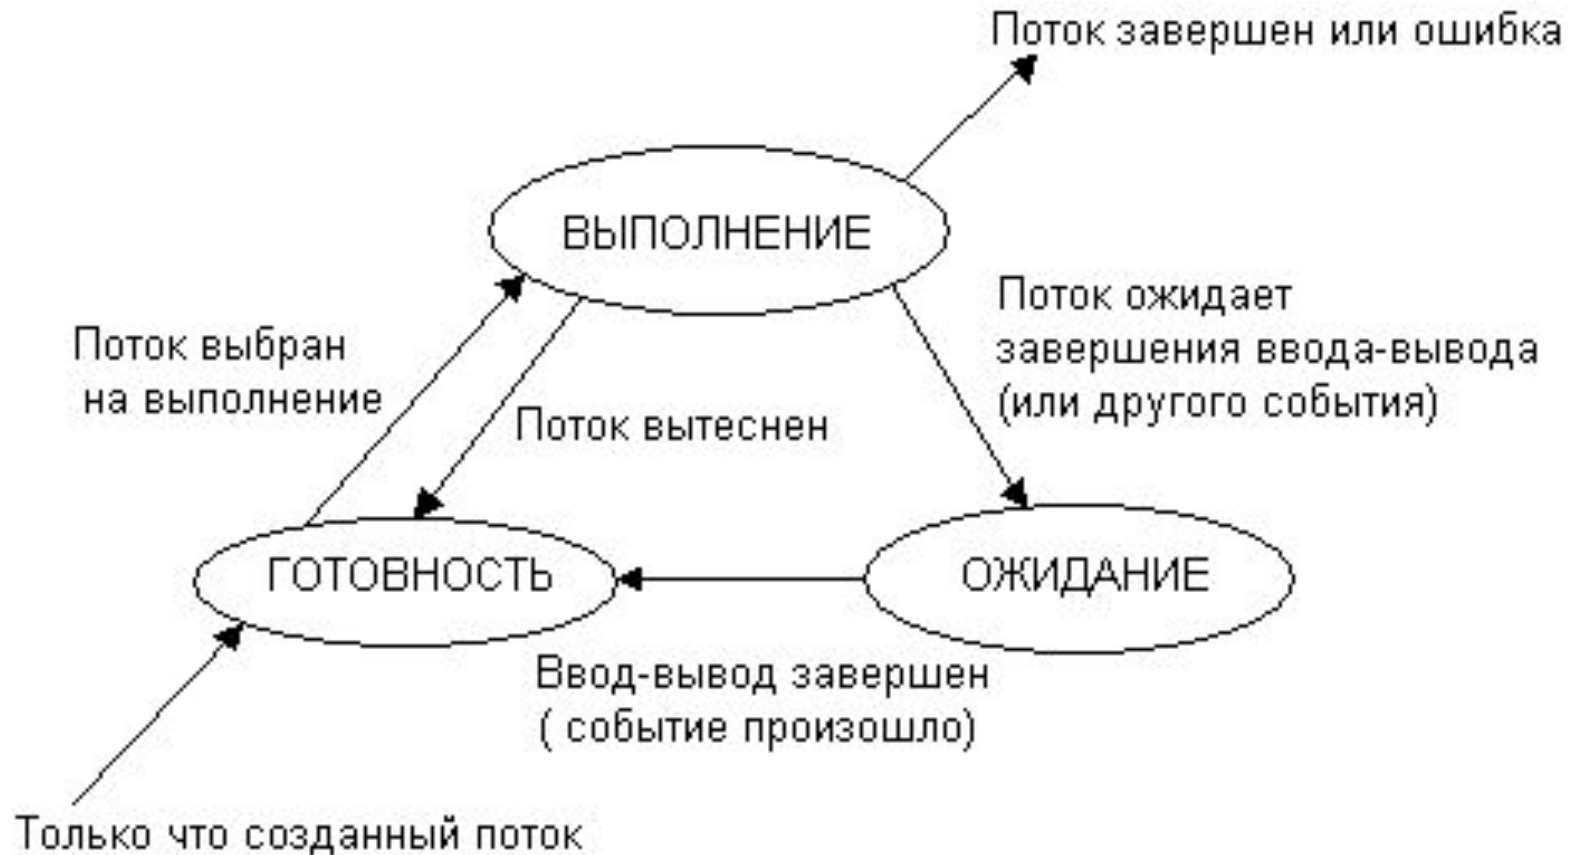 Поток завершен или ошибка
ВЫПОЛНЕНИЕ
Поток ожидает
завершения ввода-вывода
(или другого события)
Поток выбран
на выполнение
Поток вытеснен
ГОТОВНОСТЬ
ОЖИДАНИЕ
Ввод-вывод завершен
( событие произошло)
Только что созданный поток